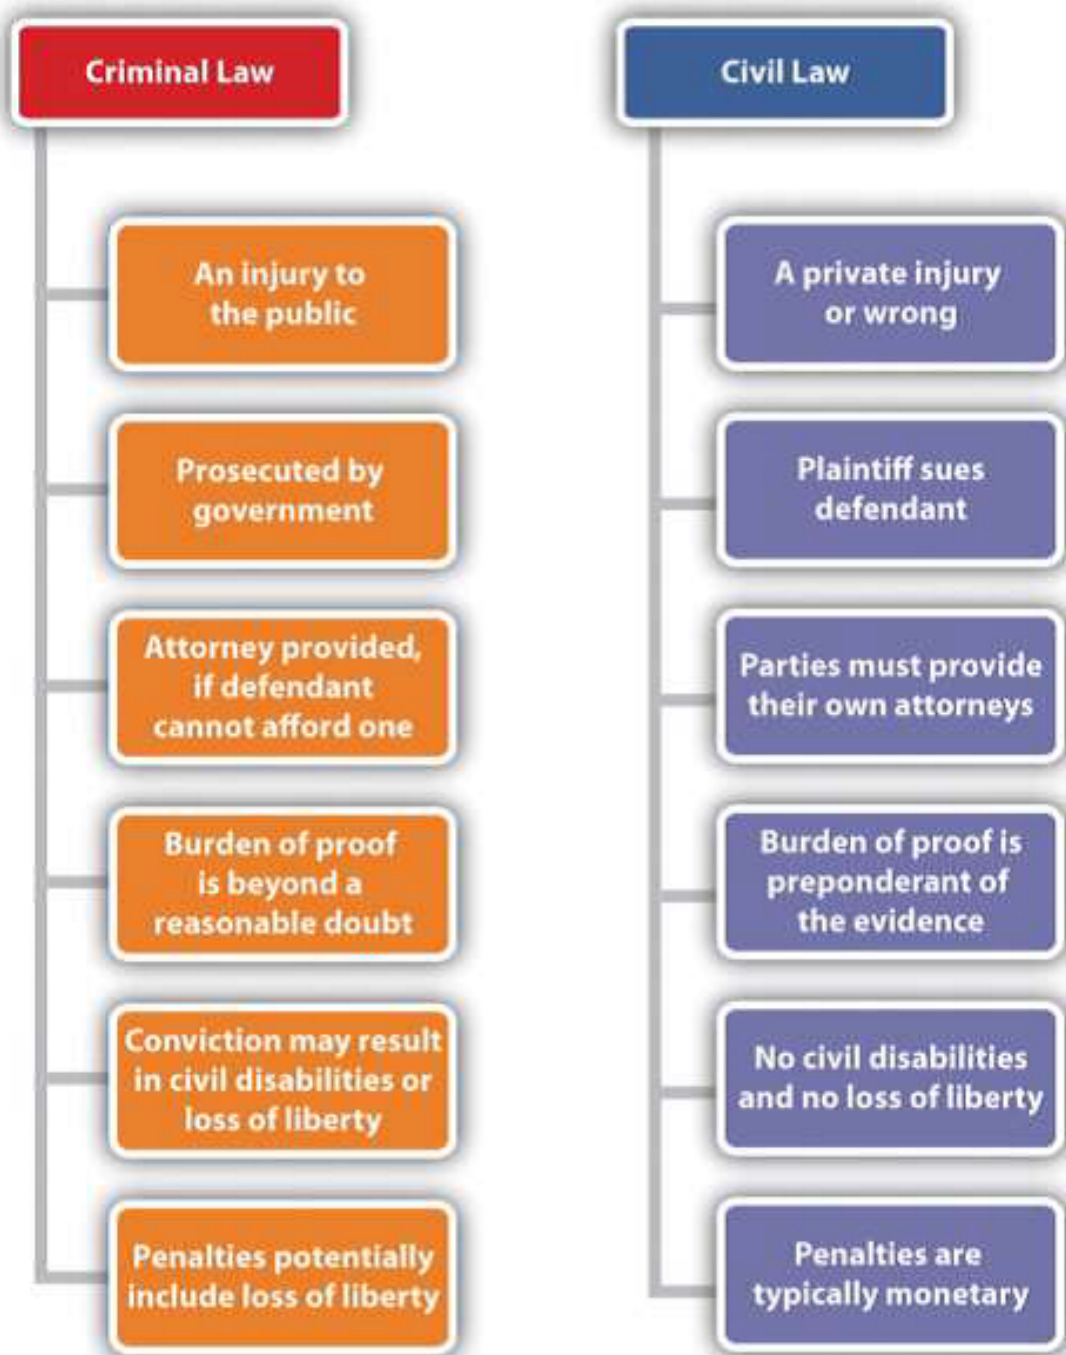 Criminal Law
An injury to
the public
Prosecuted by
government
Attorney provided,
if defendant
cannot afford one
Burden of proof
is beyond a
reasonable doubt
Conviction may result
in civil disabilities or
loss of liberty
Penalties potentially
include loss of liberty
Civil Law
A private injury
or wrong
Plaintiff sues
defendant
Parties must provide
their own attorneys
Burden of proof is
preponderant of
the evidence
No civil disabilities
and no loss of liberty
Penalties are
typically monetary